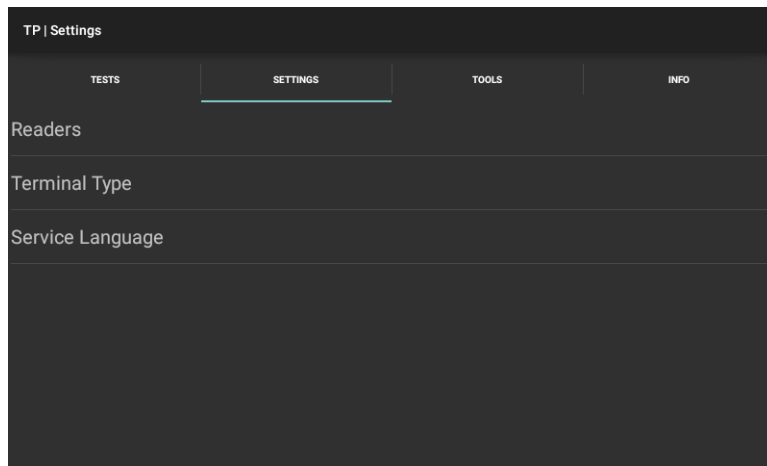 TP | Settings
TESTS SETTINGS TOOLS INFO
Readers
Terminal Type
Service Language